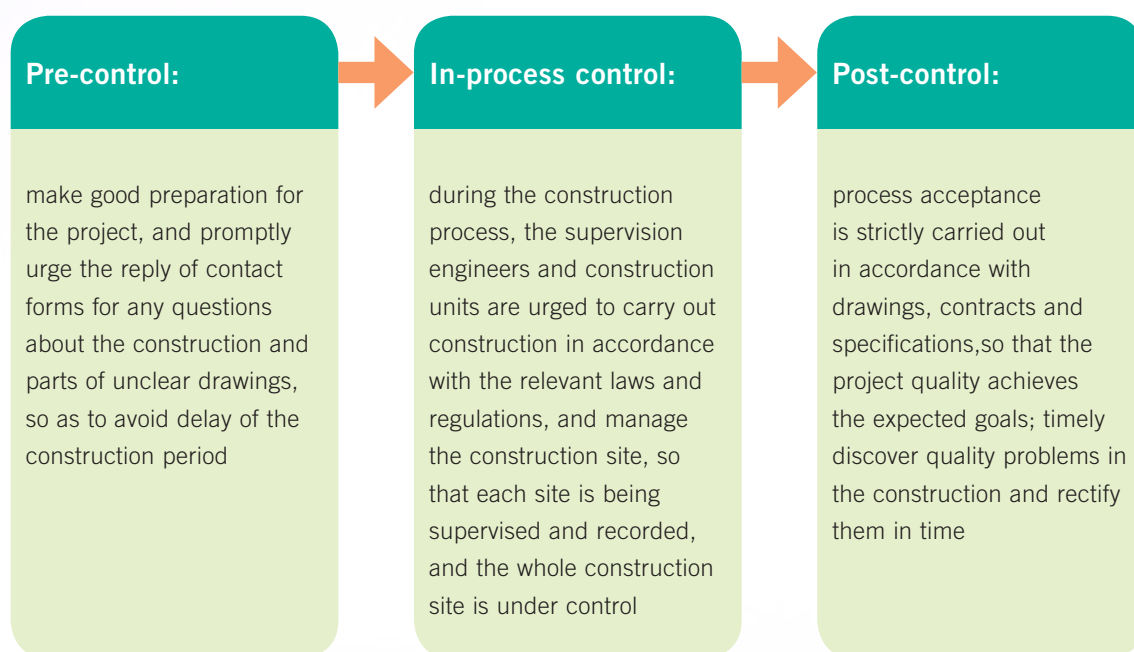 Pre-control:
make good preparation for
the project, and promptly
urge the reply of contact
forms for any questions
about the construction and
parts of unclear drawings,
so as to avoid delay of the
construction period
In-process control:
during the construction
process, the supervision
engineers and construction
units are urged to carry out
construction in accordance
with the relevant laws and
regulations, and manage
the construction site, so
that each site is being
supervised and recorded,
and the whole construction
site is under control
Post-control:
process acceptance
is strictly carried out
in accordance with
drawings, contracts and
specifications,so that the
project quality achieves
the expected goals; timely
discover quality problems in
the construction and rectify
them in time